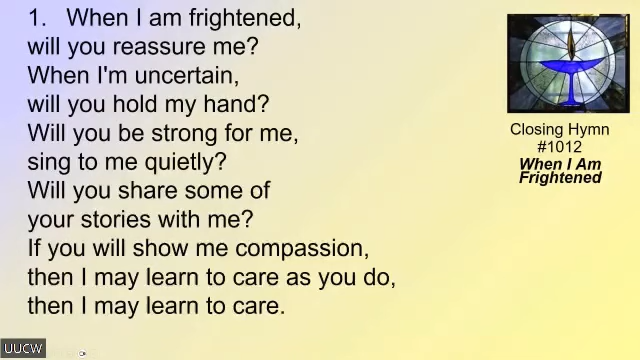 1. When I am frightened,
will you reassure me?
When I'm uncertain,
will you hold my hand?
Will you be strong for me,
sing to me quietly?
Will you share some of
your stories with me?
If you will show me compassion,
then I may learn to care as you do,
then I may learn to care.
Closing Hymn
#1012
When I Am
Frightened
UUCW